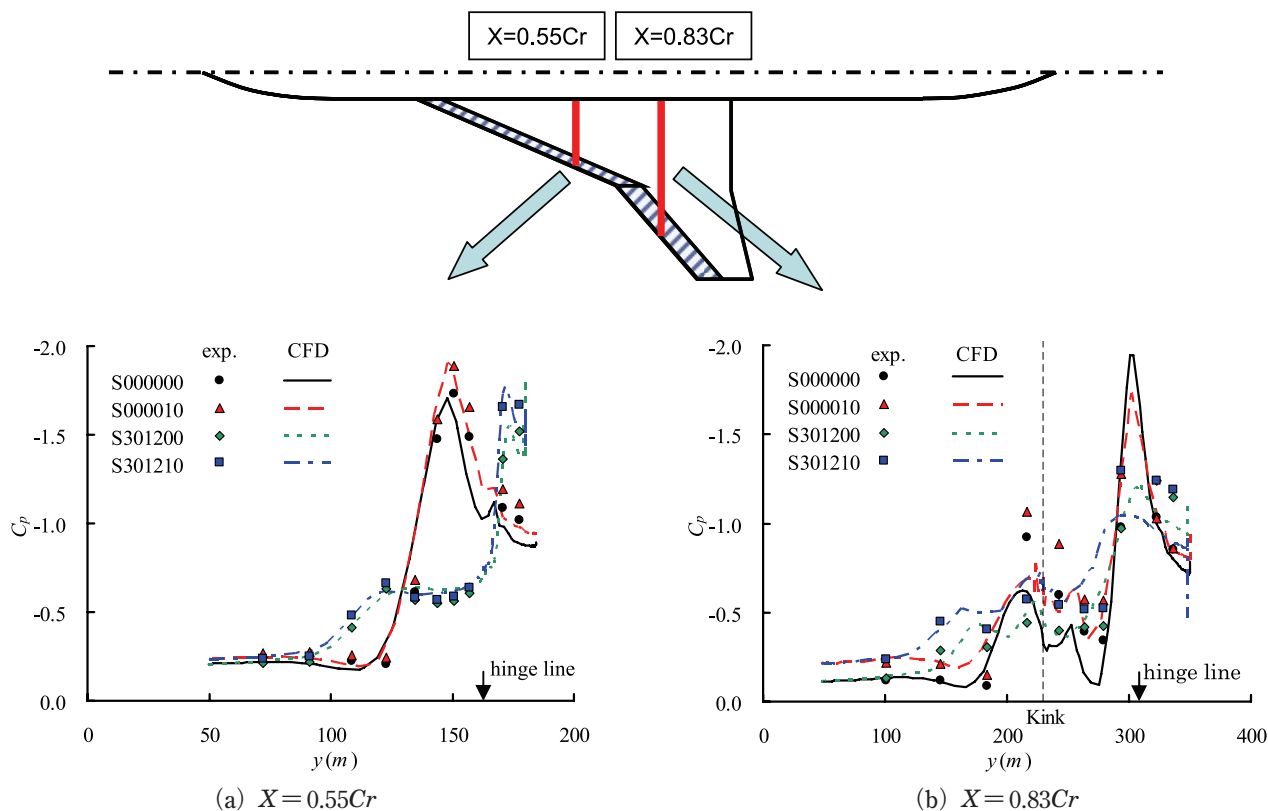 X=0.55Cr
X=0.83Cr
exp.
CFD
S000000
S000010
S301200
S301210
-2.0
-1.5
-1.0
-0.5
0.0
Cp
hinge line
0
50
100
150
200
y (m)
(a) X=0.55Cr
exp.
CFD
S000000
S000010
S301200
S301210
-2.0
-1.5
-1.0
-0.5
0.0
Cp
hinge line
Kink
0
100
200
300
400
y (m)
(b) X=0.83Cr